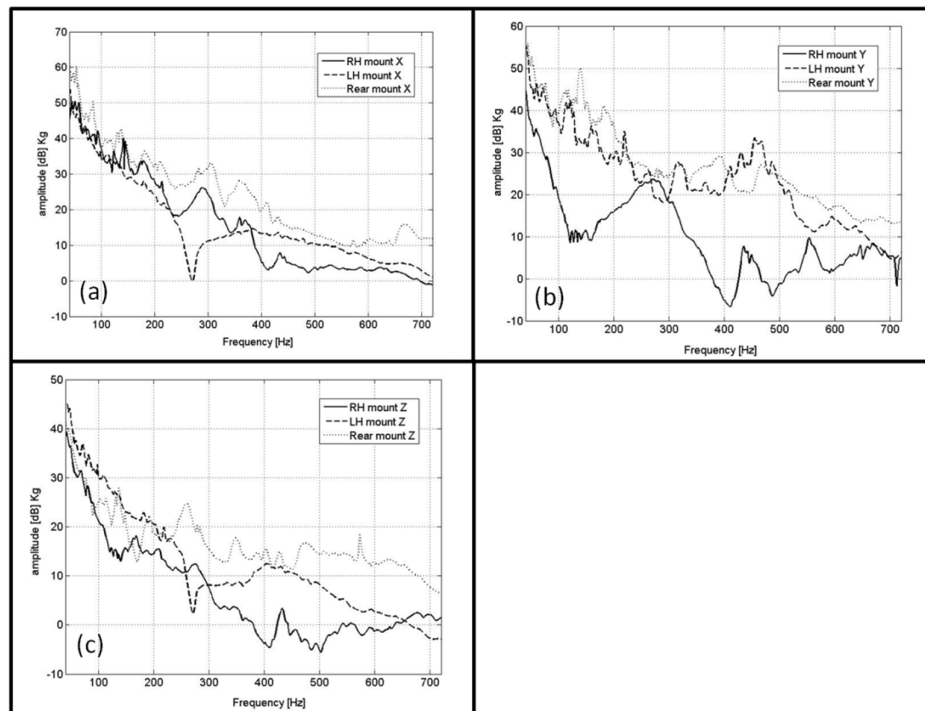 70
60
50
40
30
20
10
0
-10
amplitude [dB] Kg
RH mount X
LH mount X
Rear mount X
(a)
100 200 300 400 500 600 700
Frequency [Hz]
60
50
40
30
20
10
0
-10
amplitude [dB] Kg
RH mount Y
LH mount Y
Rear mount Y
(b)
100 200 300 400 500 600 700
Frequency [Hz]
50
40
30
20
10
0
-10
amplitude [dB] Kg
RH mount Z
LH mount Z
Rear mount Z
(c)
100 200 300 400 500 600 700
Frequency [Hz]